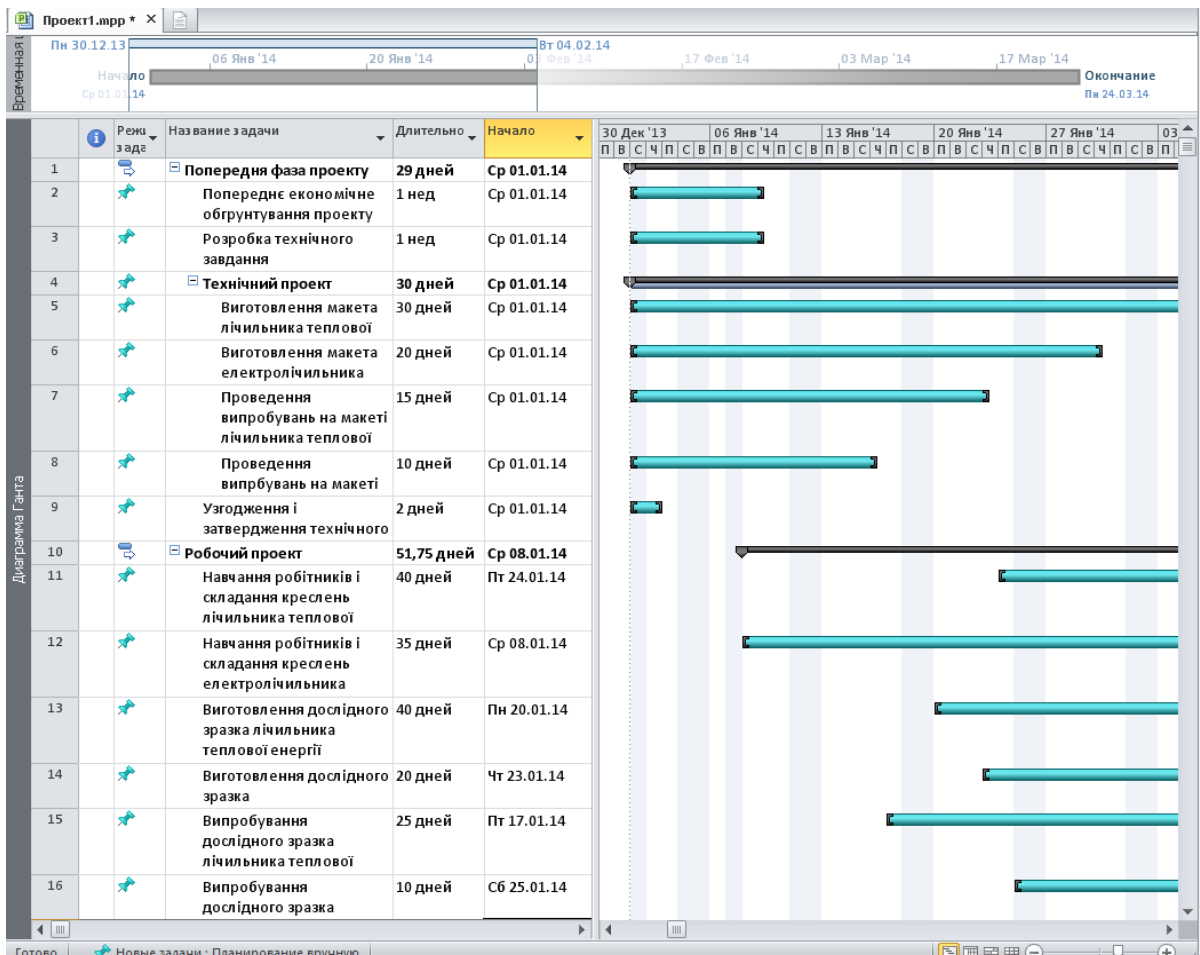 Проект1.mpp *
Пн 30.12.13
Вт 04.02.14
06 Янв '14
20 Янв '14
03 Фев '14
17 Фев '14
03 Мар '14
17 Мар '14
Начало
Окончание
Ср 01.01.14
Пн 24.03.14
Временная
Режи
зада
Название задачи
Длительно
Начало
30 Дек '13
06 Янв '14
13 Янв '14
20 Янв '14
27 Янв '14
03
П В С Ч П С В П В С Ч П С В П В С Ч П С В П В С Ч П С В П В С Ч П С В П
Диаграмма Ганта
1 Попередня фаза проекту 29 дней Ср 01.01.14
2 Попереднє економічне 1 нед Ср 01.01.14
обгрунтування проекту
3 Розробка технічного 1 нед Ср 01.01.14
завдання
4 Технічний проект 30 дней Ср 01.01.14
5 Виготовлення макета 30 дней Ср 01.01.14
лічильника теплової
6 Виготовлення макета 20 дней Ср 01.01.14
електролічильника
7 Проведення 15 дней Ср 01.01.14
випробувань на макеті
лічильника теплової
8 Проведення 10 дней Ср 01.01.14
випрбувань на макеті
9 Узгодження і 2 дней Ср 01.01.14
затвердження технічного
10 Робочий проект 51,75 дней Ср 08.01.14
11 Навчання робітників і 40 дней Пт 24.01.14
складання креслень
лічильника теплової
12 Навчання робітників і 35 дней Ср 08.01.14
складання креслень
електролічильника
13 Виготовлення дослідного 40 дней Пн 20.01.14
зразка лічильника
теплової енергії
14 Виготовлення дослідного 20 дней Чт 23.01.14
зразка
15 Випробування 25 дней Пт 17.01.14
дослідного зразка
лічильника теплової
16 Випробування 10 дней Сб 25.01.14
дослідного зразка
Готово
Новые задачи : Планирование вручную